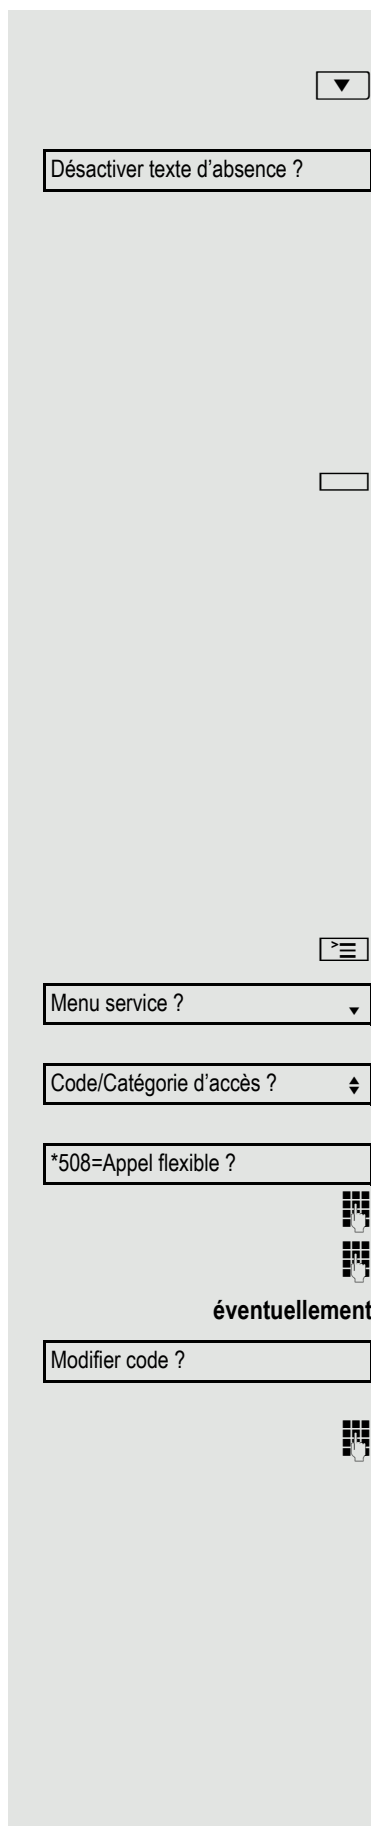 Désactiver texte d’absence ?
Menu service ?
Code/Catégorie d’accès ?
*508=Appel flexible ?
éventuellement
Modifier code ?